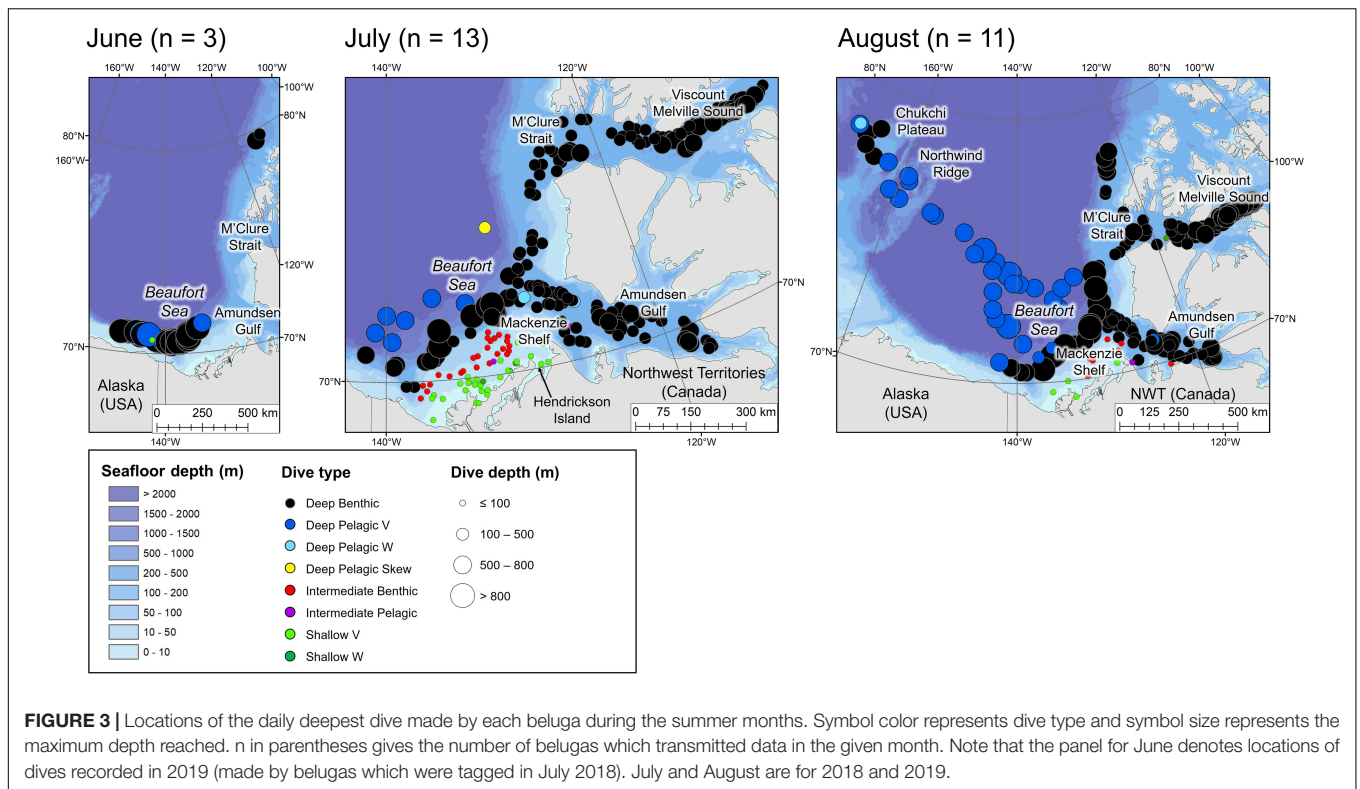 June (n = 3)
July (n = 13)
August (n = 11)
160°W 140°W 120°W 100°W
100°W
80°W
80°N
160°W
M'Clure
Strait
120°W
Beaufort
Sea
Amundsen
Gulf
70°N
70°N
Alaska
(USA)
0 250 500 km
140°W
140°W 120°W
Viscount
Melville Sound
M'Clure
Strait
Beaufort
Sea
70°N
Amundsen
Gulf
Mackenzie
Shelf
70°N
Northwest Territories
(Canada)
Hendrickson
Island
0 75 150 300 km
140°W 120°W
80°N 160°W 140°W 120°W 80°N 100°W
Chukchi
Plateau
Northwind
Ridge
100°W
Viscount
Melville Sound
M'Clure
Strait
Beaufort
Sea
Amundsen
Gulf
70°N
70°N
Mackenzie
Shelf
Alaska
(USA)
NWT (Canada)
0 125 250 500 km
140°W 120°W
Seafloor depth (m)
> 2000
1500 - 2000
1000 - 1500
500 - 1000
200 - 500
100 - 200
50 - 100
10 - 50
0 - 10
Dive type
Deep Benthic
Deep Pelagic V
Deep Pelagic W
Deep Pelagic Skew
Intermediate Benthic
Intermediate Pelagic
Shallow V
Shallow W
Dive depth (m)
≤ 100
100 – 500
500 – 800
> 800
FIGURE 3 | Locations of the daily deepest dive made by each beluga during the summer months. Symbol color represents dive type and symbol size represents the
maximum depth reached. n in parentheses gives the number of belugas which transmitted data in the given month. Note that the panel for June denotes locations of
dives recorded in 2019 (made by belugas which were tagged in July 2018). July and August are for 2018 and 2019.